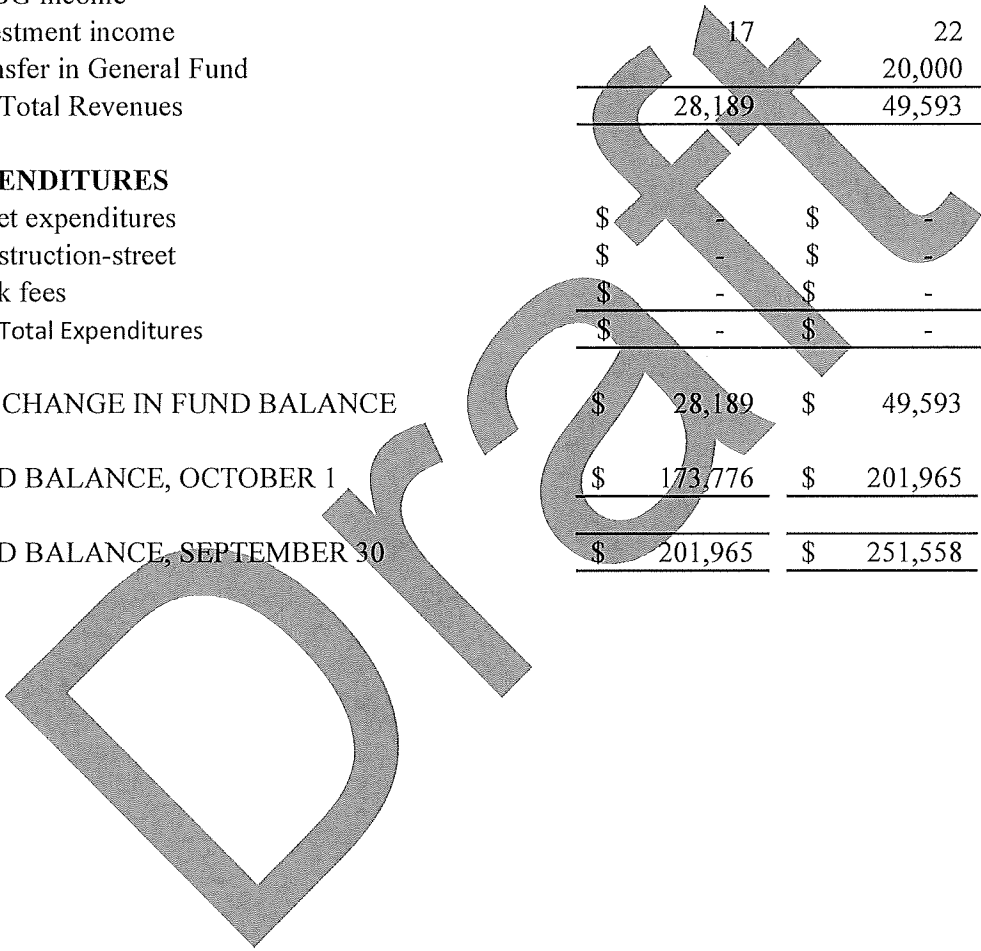 estment income 17 22
nsfer in General Fund 20,000
Total Revenues 28,189 49,593
ENDITURES
et expenditures $ - $ -
struction-street $ - $ -
k fees $ - $ -
Total Expenditures $ - $ -
CHANGE IN FUND BALANCE $ 28,189 $ 49,593
D BALANCE, OCTOBER 1 $ 173,776 $ 201,965
D BALANCE, SEPTEMBER 30 $ 201,965 $ 251,558
Draft